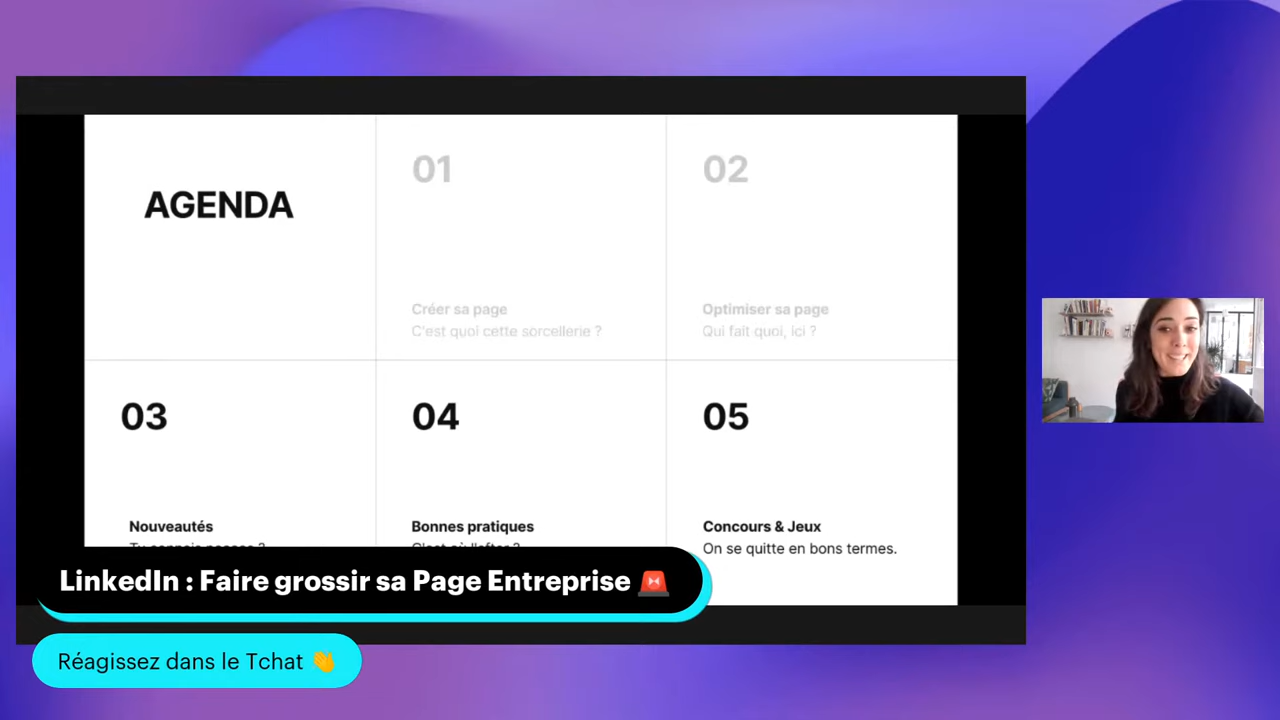 AGENDA
01
Créer sa page
C'est quoi cette sorcellerie ?
02
Optimiser sa page
Qui fait quoi, ici ?
03
Nouveautés
04
Bonnes pratiques
05
Concours & Jeux
On se quitte en bons termes.
LinkedIn : Faire grossir sa Page Entreprise 🚨
Réagissez dans le Tchat 👏